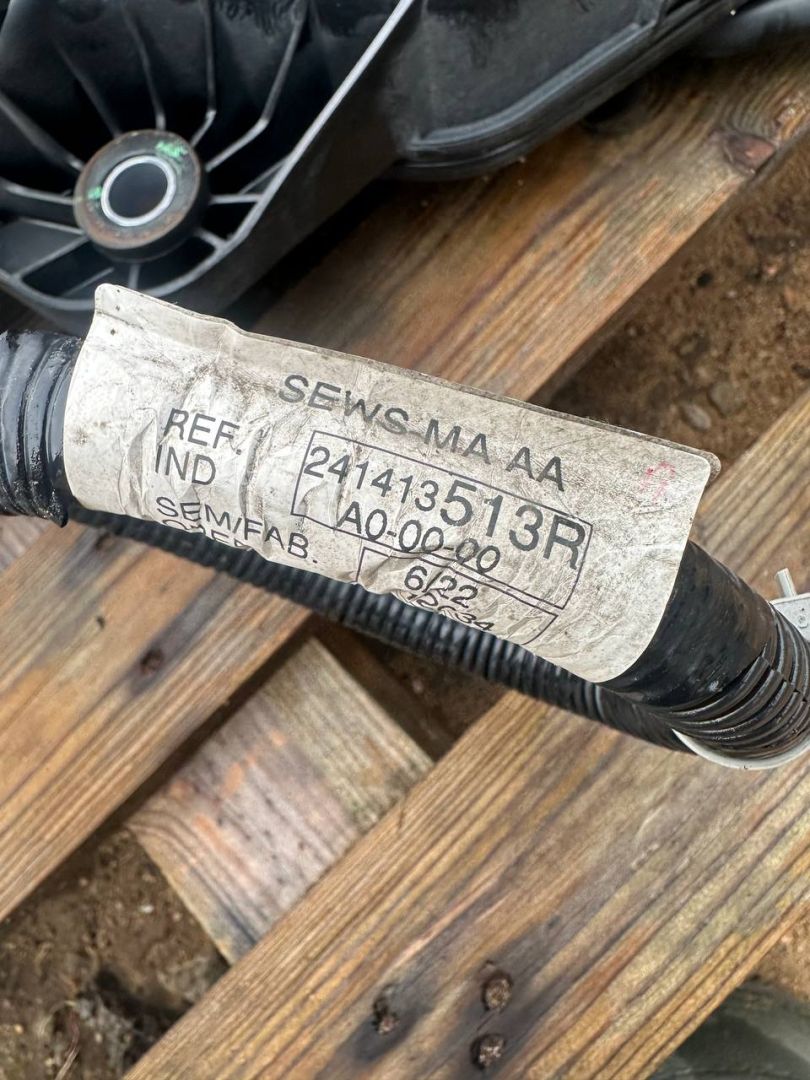 SEWS-MA AA
REF. 241413513R
IND A0-00-00
SEM/FAB. 6/22